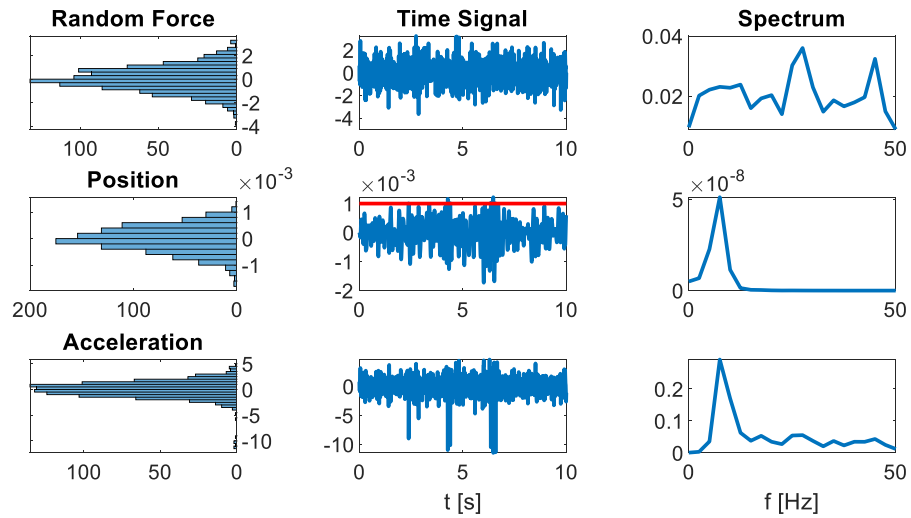 Random Force Time Signal Spectrum
2 0 -2 -4
100 50 0
2 0 -2 -4
0 5 10
0.04 0.02
0 50
Position
×10⁻³
1 0 -1
200 100 0
×10⁻³
1 0 -1 -2
0 5 10
×10⁻⁸
5 0
0 50
Acceleration
5 0 -5 -10
100 50 0
0 -5 -10
0 5 10
t [s]
0.2 0.1 0
0 50
f [Hz]